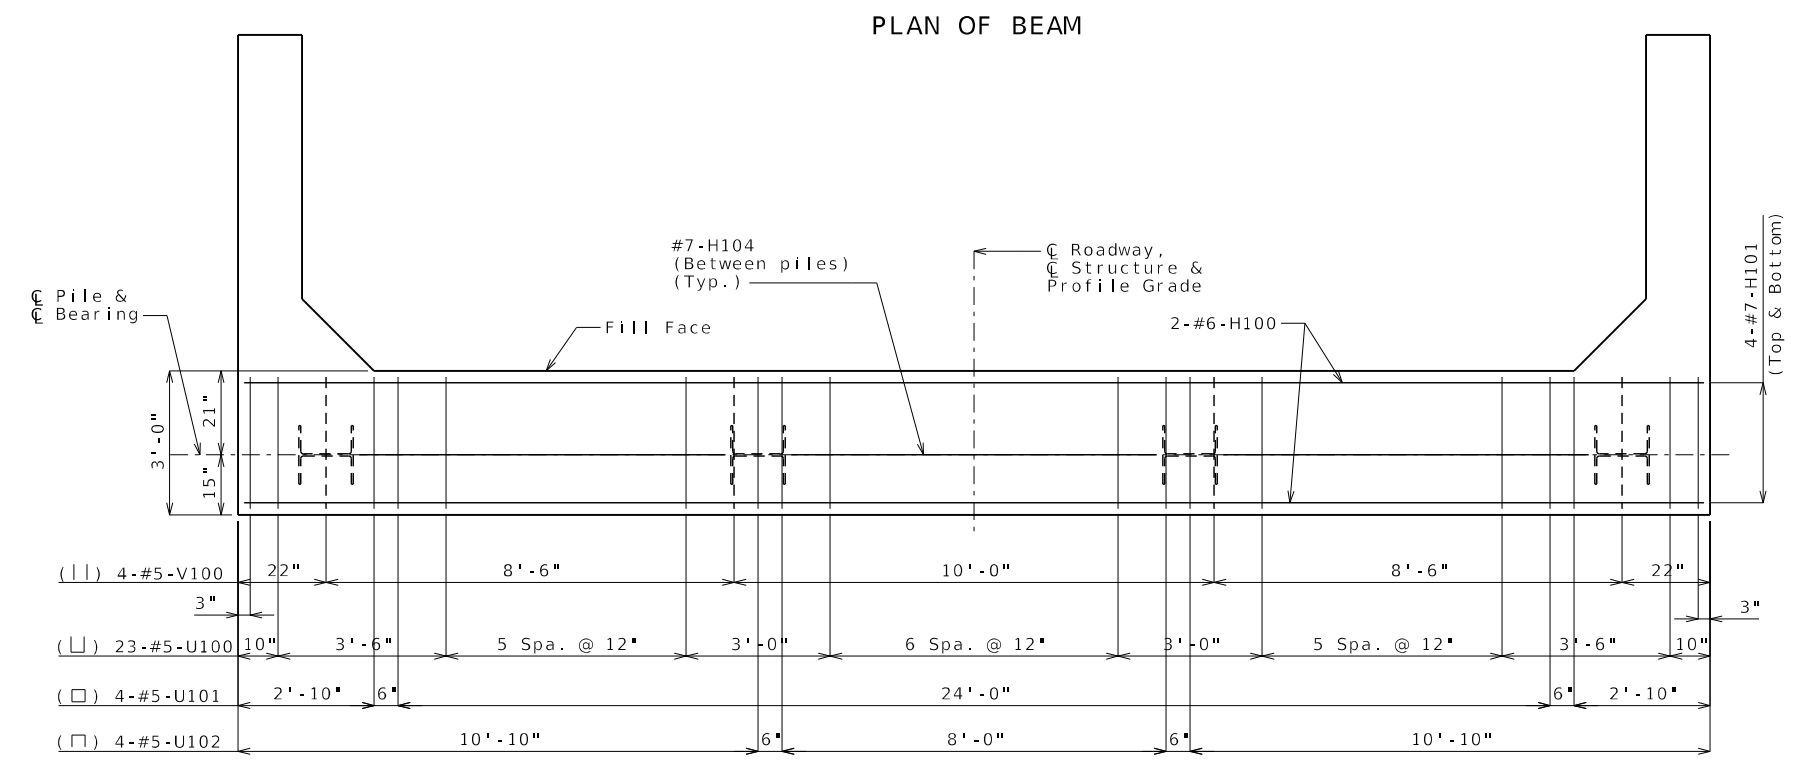 PLAN OF BEAM
℄ Pile &
℄ Bearing
#7-H104
(Between piles)
(Typ.)
Fill Face
℄ Roadway,
℄ Structure &
Profile Grade
2-#6-H100
4-#7-H101
(Top & Bottom)
3'-0"
21"
15"
(||) 4-#5-V100 22" 8'-6" 10'-0" 8'-6" 22"
3" 3"
(⊔) 23-#5-U100 10" 3'-6" 5 Spa. @ 12" 3'-0" 6 Spa. @ 12" 3'-0" 5 Spa. @ 12" 3'-6" 10"
(□) 4-#5-U101 2'-10" 6" 24'-0" 6" 2'-10"
(⊓) 4-#5-U102 10'-10" 6" 8'-0" 6" 10'-10"